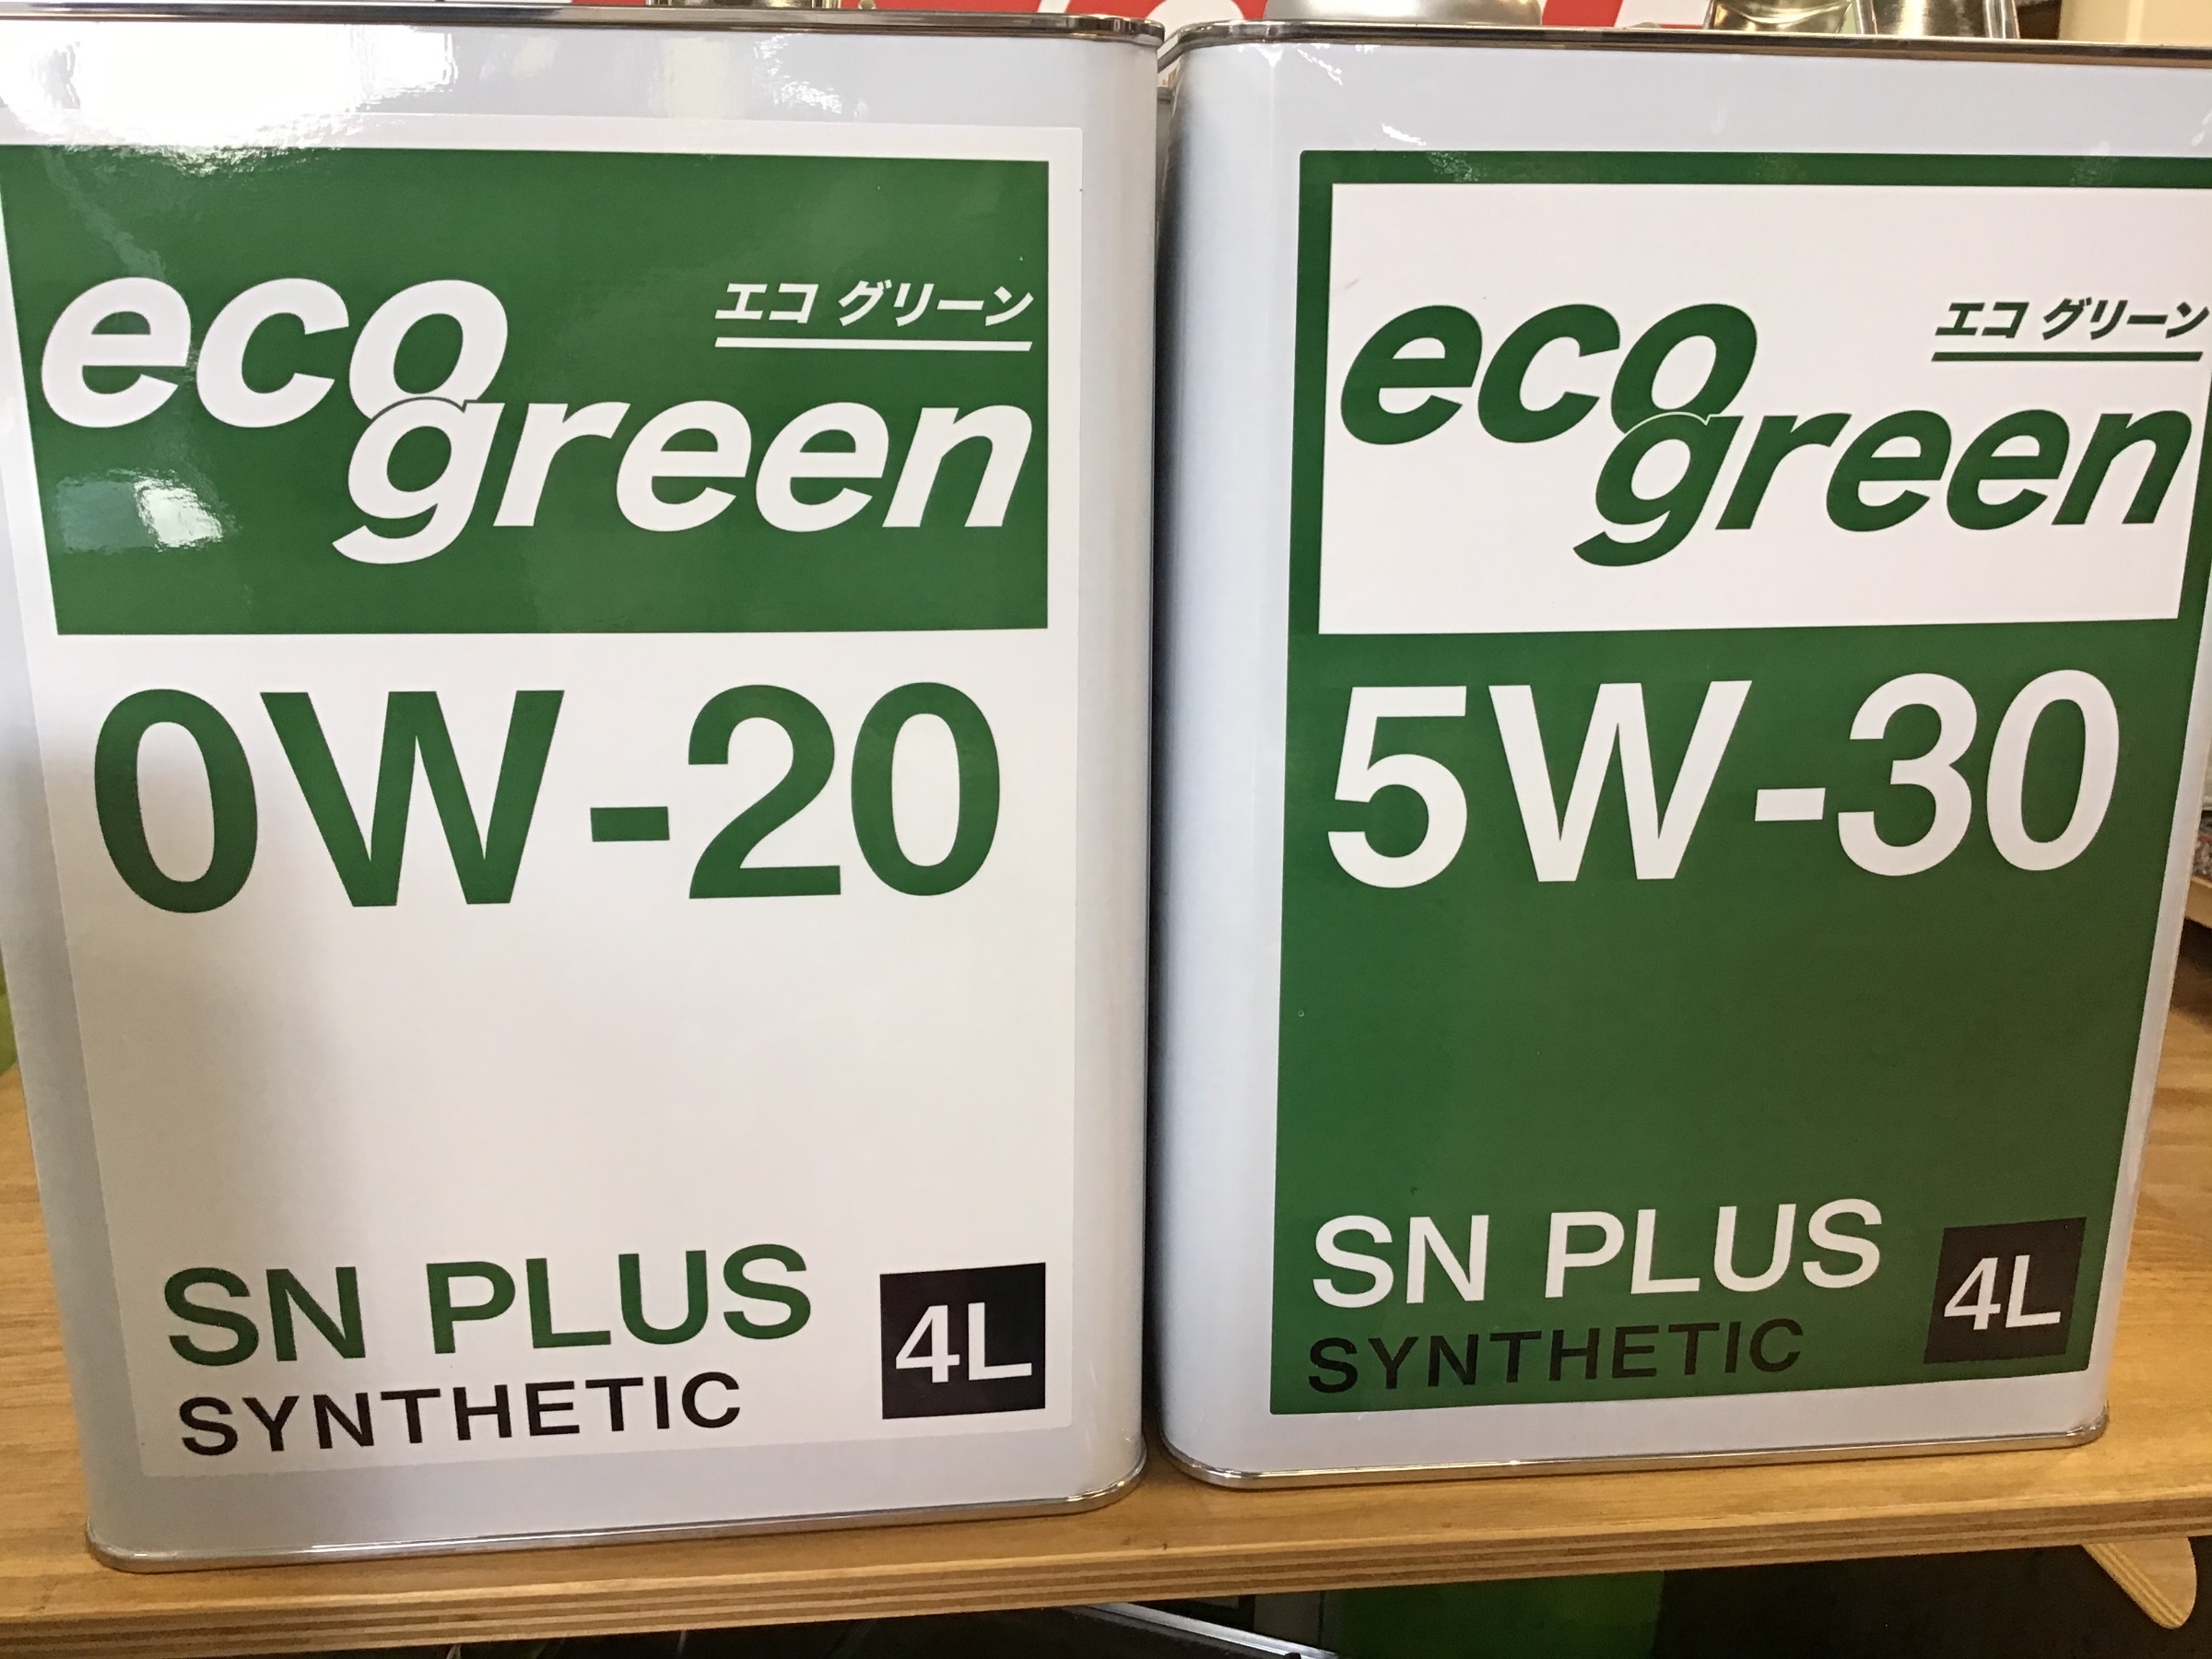 eco
エコ グリーン
green
0W-20
SN PLUS
SYNTHETIC
4L
eco
エコ グリーン
green
5W-30
SN PLUS
SYNTHETIC
4L